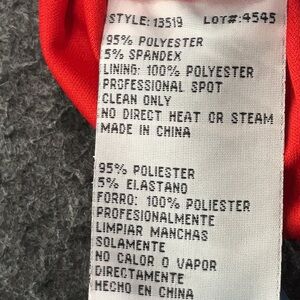 STYLE: 13519 LOT#:4545
95% POLYESTER
5% SPANDEX
LINING: 100% POLYESTER
PROFESSIONAL SPOT
CLEAN ONLY
NO DIRECT HEAT OR STEAM
MADE IN CHINA
95% POLIESTER
5% ELASTANO
FORRO: 100% POLIESTER
PROFESIONALMENTE
LIMPIAR MANCHAS
SOLAMENTE
NO CALOR O VAPOR
DIRECTAMENTE
HECHO EN CHINA